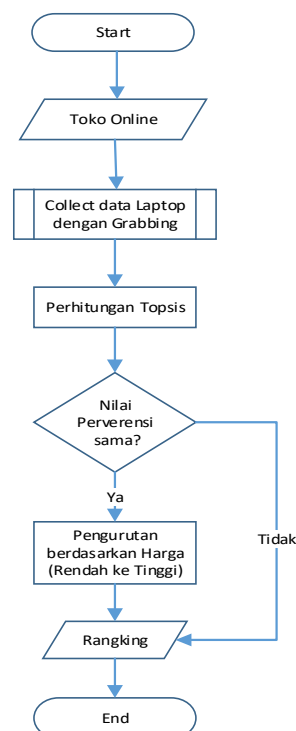 Start
Toko Online
Collect data Laptop
dengan Grabbing
Perhitungan Topsis
Nilai
Perverensi
sama?
Ya
Tidak
Pengurutan
berdasarkan Harga
(Rendah ke Tinggi)
Rangking
End